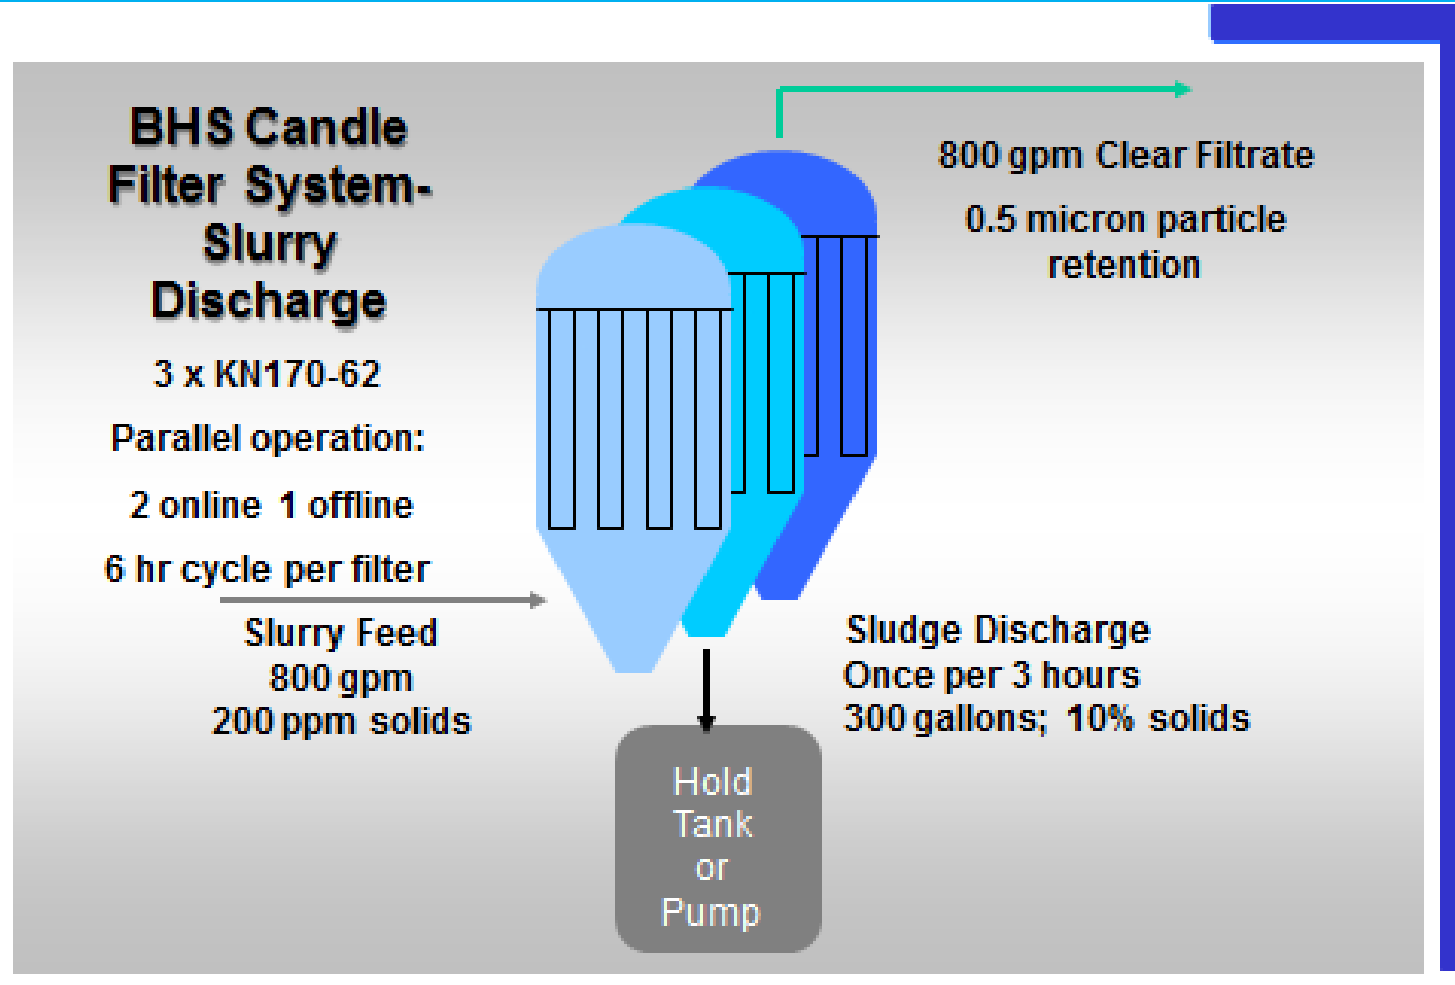 BHS Candle
Filter System-
Slurry
Discharge
3 x KN170-62
Parallel operation:
2 online 1 offline
6 hr cycle per filter
Slurry Feed
800 gpm
200 ppm solids
800 gpm Clear Filtrate
0.5 micron particle
retention
Sludge Discharge
Once per 3 hours
300 gallons; 10% solids
Hold
Tank
or
Pump